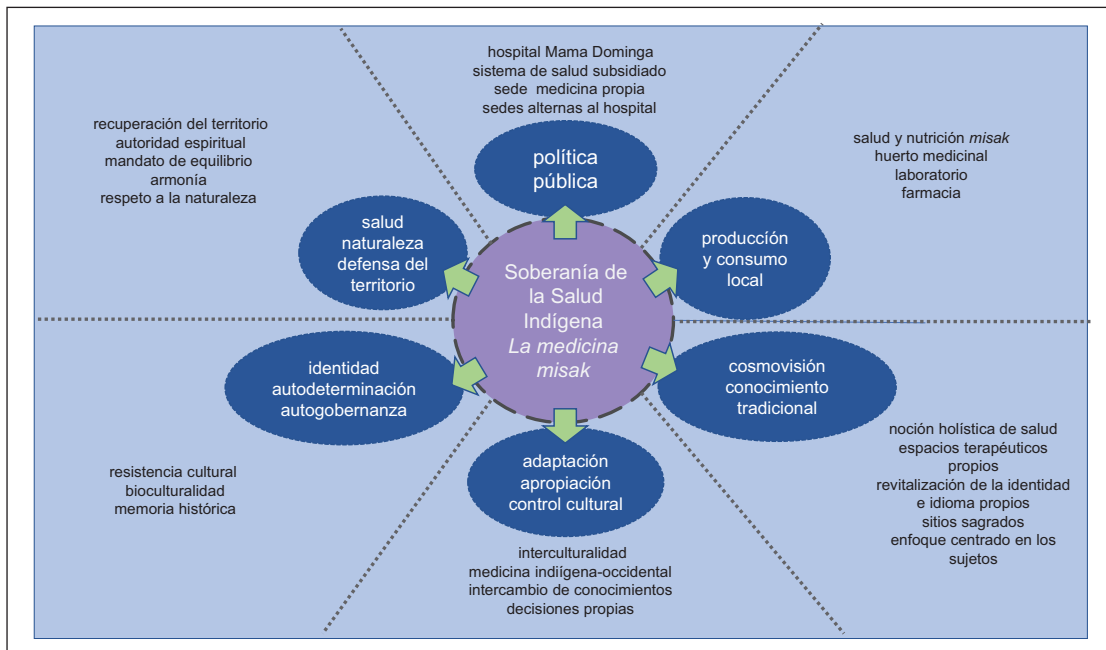 hospital Mama Dominga
sistema de salud subsidiado
sede medicina propia
sedes alternas al hospital
política
pública
recuperación del territorio
autoridad espiritual
mandato de equilibrio
armonía
respeto a la naturaleza
salud
naturaleza
defensa del
territorio
salud y nutrición misak
huerto medicinal
laboratorio
farmacia
producción
y consumo
local
Soberanía de
la Salud
Indígena
La medicina
misak
identidad
autodeterminación
autogobernanza
resistencia cultural
bioculturalidad
memoria histórica
cosmovisión
conocimiento
tradicional
noción holística de salud
espacios terapéuticos
propios
revitalización de la identidad
e idioma propios
sitios sagrados
enfoque centrado en los
sujetos
adaptación
apropiación
control cultural
interculturalidad
medicina indiígena-occidental
intercambio de conocimientos
decisiones propias